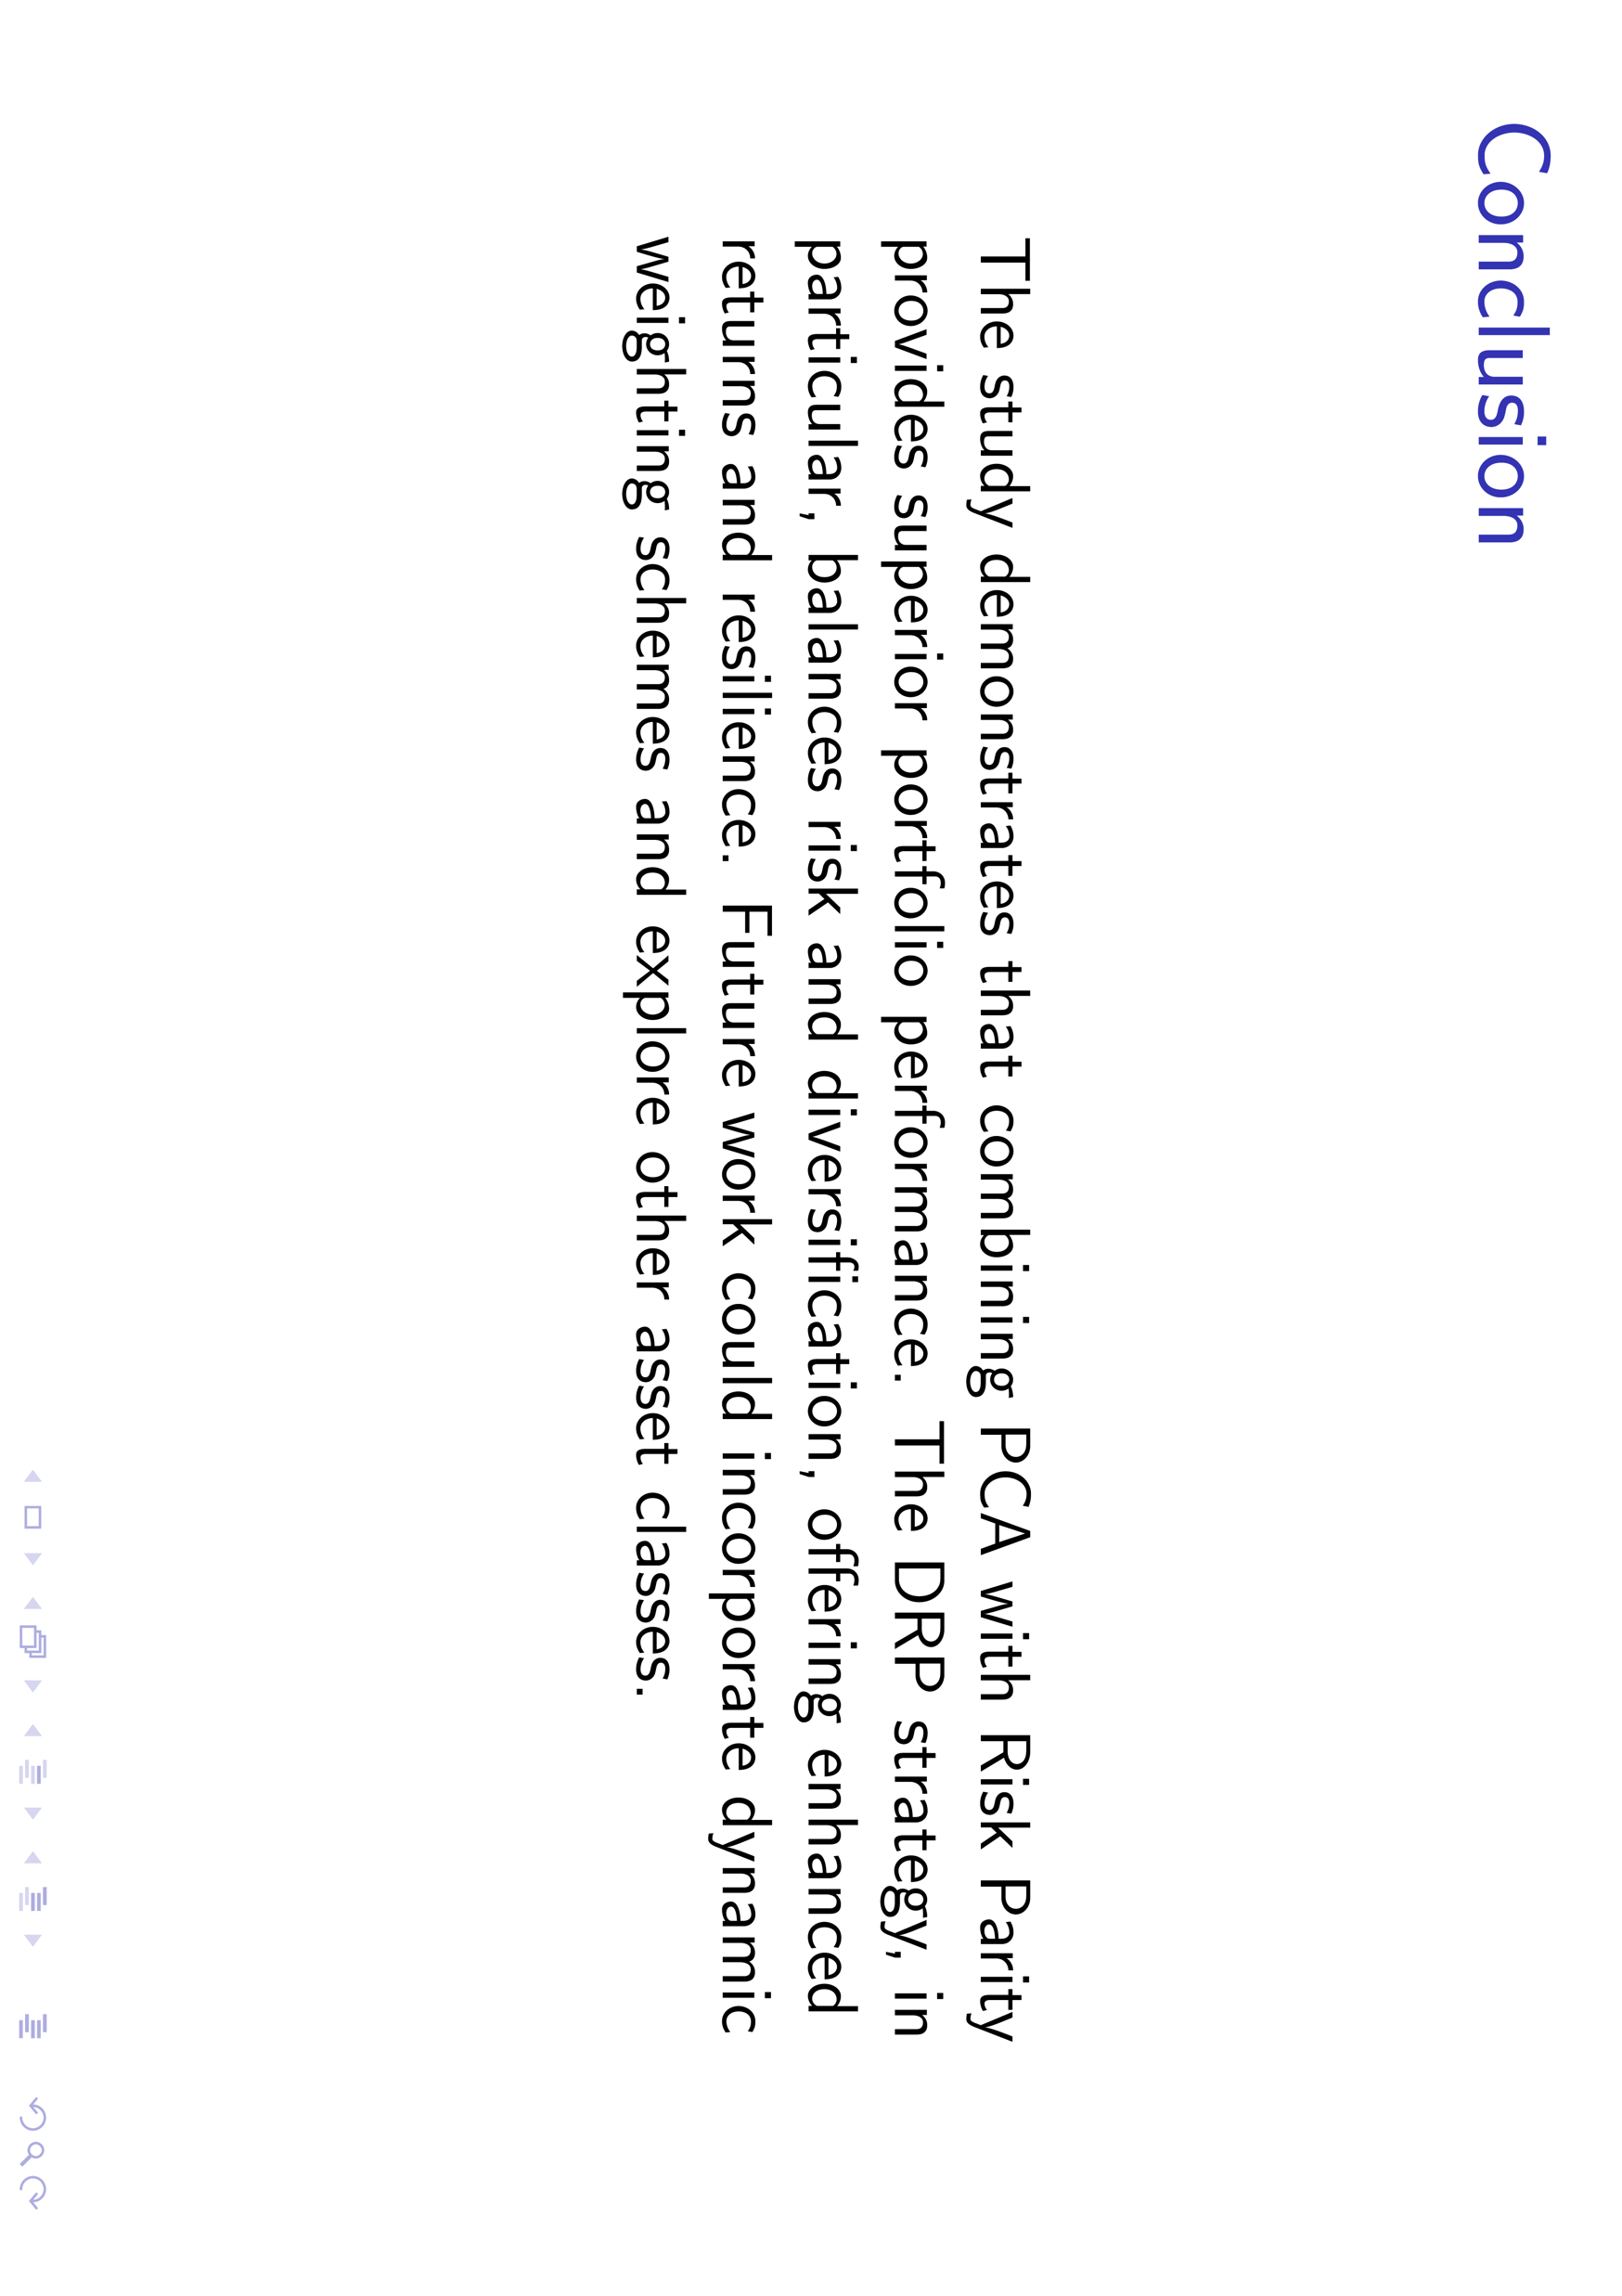 Conclusion
The study demonstrates that combining PCA with Risk Parity
provides superior portfolio performance. The DRP strategy, in
particular, balances risk and diversification, offering enhanced
returns and resilience. Future work could incorporate dynamic
weighting schemes and explore other asset classes.